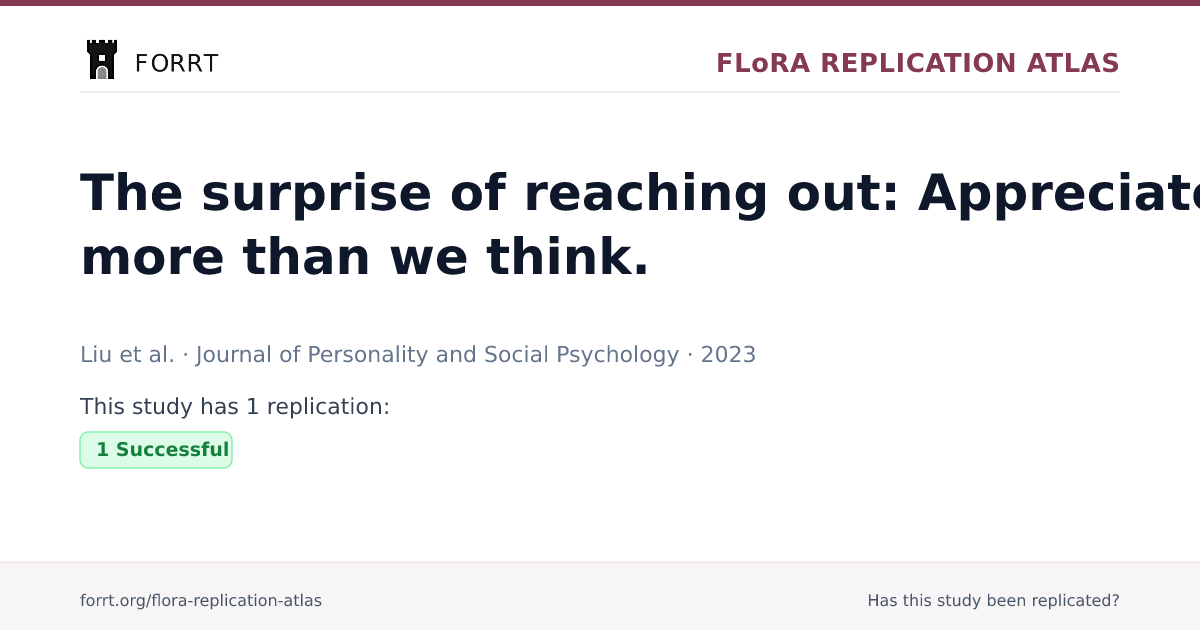 FORRT
FLoRA REPLICATION ATLAS
The surprise of reaching out: Appreciate
more than we think.
Liu et al. · Journal of Personality and Social Psychology · 2023
This study has 1 replication:
1 Successful
forrt.org/flora-replication-atlas
Has this study been replicated?